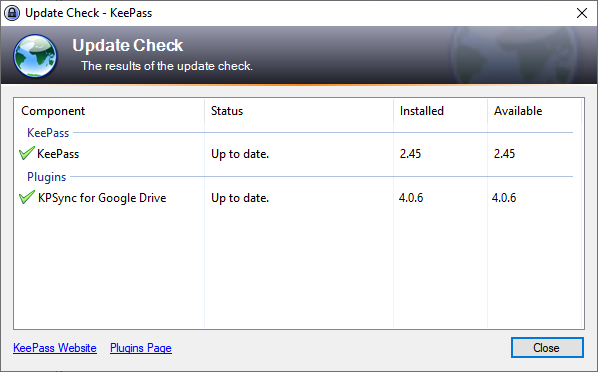 Update Check - KeePass
Update Check
The results of the update check.
Component Status Installed Available
KeePass
KeePass Up to date. 2.45 2.45
Plugins
KPSync for Google Drive Up to date. 4.0.6 4.0.6
KeePass Website Plugins Page Close